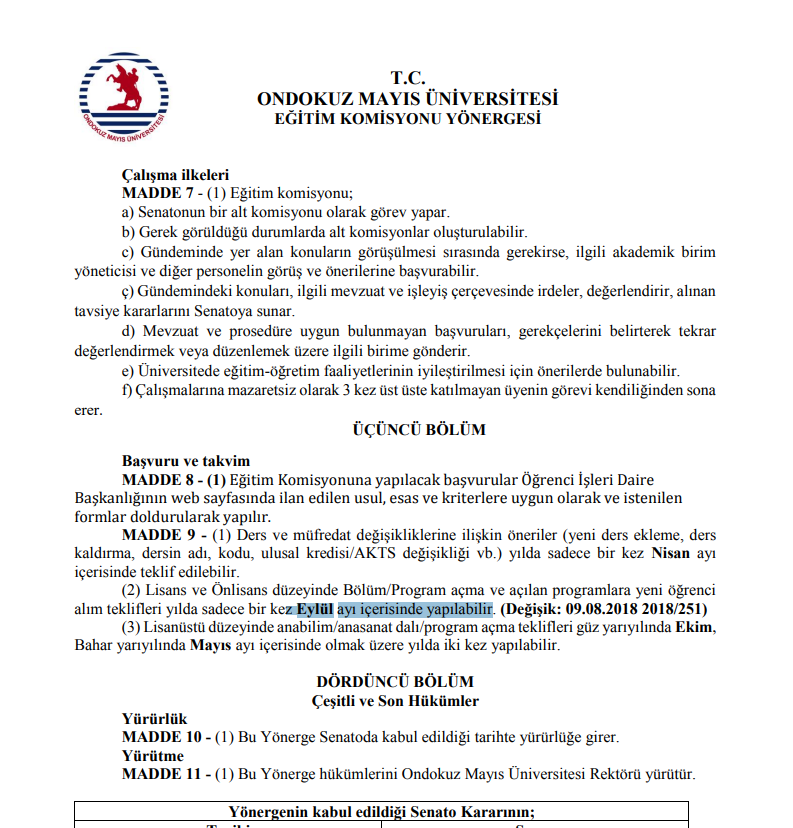 T.C.
ONDOKUZ MAYIS ÜNİVERSİTESİ
EĞİTİM KOMİSYONU YÖNERGESİ
ONDOKUZ MAYIS ÜNİVERSİTESİ
Çalışma ilkeleri
MADDE 7 - (1) Eğitim komisyonu;
a) Senatonun bir alt komisyonu olarak görev yapar.
b) Gerek görüldüğü durumlarda alt komisyonlar oluşturulabilir.
c) Gündeminde yer alan konuların görüşülmesi sırasında gerekirse, ilgili akademik birim
yöneticisi ve diğer personelin görüş ve önerilerine başvurabilir.
ç) Gündemindeki konuları, ilgili mevzuat ve işleyiş çerçevesinde irdeler, değerlendirir, alınan
tavsiye kararlarını Senatoya sunar.
d) Mevzuat ve prosedüre uygun bulunmayan başvuruları, gerekçelerini belirterek tekrar
değerlendirmek veya düzenlemek üzere ilgili birime gönderir.
e) Üniversitede eğitim-öğretim faaliyetlerinin iyileştirilmesi için önerilerde bulunabilir.
f) Çalışmalarına mazaretsiz olarak 3 kez üst üste katılmayan üyenin görevi kendiliğinden sona
erer.
ÜÇÜNCÜ BÖLÜM
Başvuru ve takvim
MADDE 8 - (1) Eğitim Komisyonuna yapılacak başvurular Öğrenci İşleri Daire
Başkanlığının web sayfasında ilan edilen usul, esas ve kriterlere uygun olarak ve istenilen
formlar doldurularak yapılır.
MADDE 9 - (1) Ders ve müfredat değişikliklerine ilişkin öneriler (yeni ders ekleme, ders
kaldırma, dersin adı, kodu, ulusal kredisi/AKTS değişikliği vb.) yılda sadece bir kez Nisan ayı
içerisinde teklif edilebilir.
(2) Lisans ve Önlisans düzeyinde Bölüm/Program açma ve açılan programlara yeni öğrenci
alım teklifleri yılda sadece bir kez Eylül ayı içerisinde yapılabilir. (Değişik: 09.08.2018 2018/251)
(3) Lisanüstü düzeyinde anabilim/anasanat dalı/program açma teklifleri güz yarıyılında Ekim,
Bahar yarıyılında Mayıs ayı içerisinde olmak üzere yılda iki kez yapılabilir.
DÖRDÜNCÜ BÖLÜM
Çeşitli ve Son Hükümler
Yürürlük
MADDE 10 - (1) Bu Yönerge Senatoda kabul edildiği tarihte yürürlüğe girer.
Yürütme
MADDE 11 - (1) Bu Yönerge hükümlerini Ondokuz Mayıs Üniversitesi Rektörü yürütür.
Yönergenin kabul edildiği Senato Kararının;